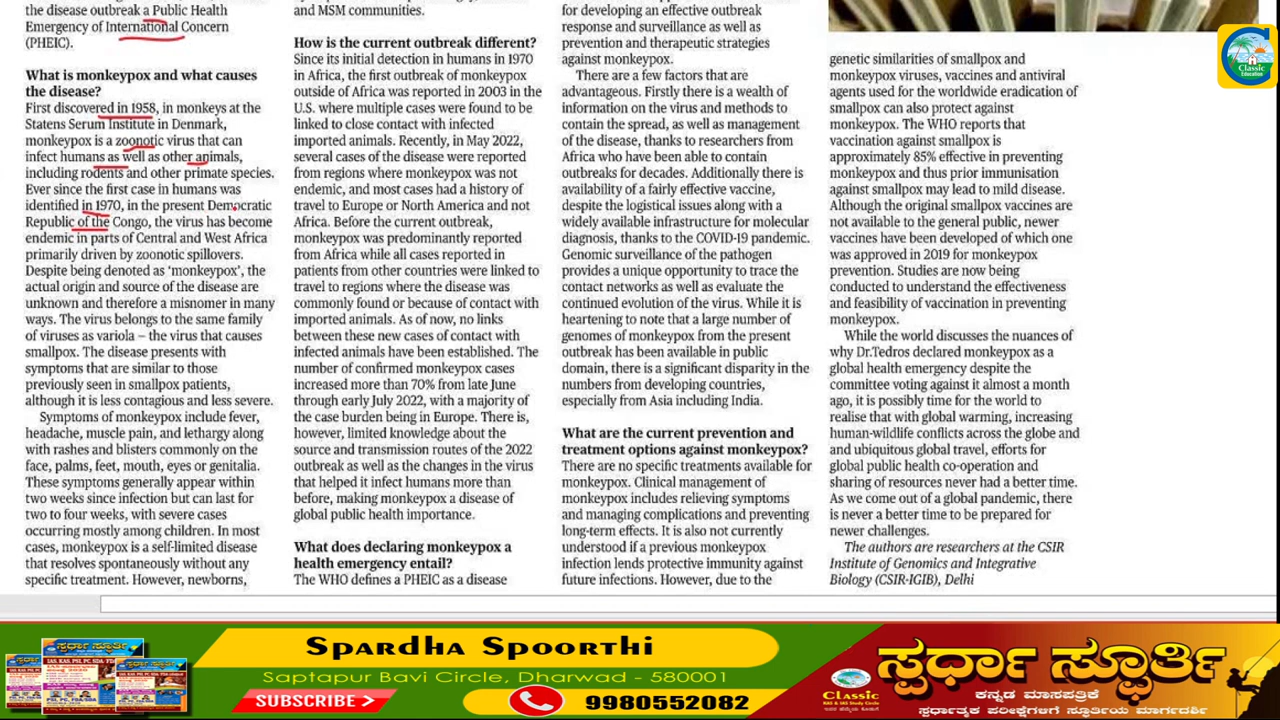 the disease outbreak a Public Health
Emergency of International Concern
(PHEIC).
What is monkeypox and what causes
the disease?
First discovered in 1958, in monkeys at the
Statens Serum Institute in Denmark,
monkeypox is a zoonotic virus that can
infect humans as well as other animals,
including rodents and other primate species.
Ever since the first case in humans was
identified in 1970, in the present Democratic
Republic of the Congo, the virus has become
endemic in parts of Central and West Africa
primarily driven by zoonotic spillovers.
Despite being denoted as ‘monkeypox’, the
actual origin and source of the disease are
unknown and therefore a misnomer in many
ways. The virus belongs to the same family
of viruses as variola – the virus that causes
smallpox. The disease presents with
symptoms that are similar to those
previously seen in smallpox patients,
although it is less contagious and less severe.
Symptoms of monkeypox include fever,
headache, muscle pain, and lethargy along
with rashes and blisters commonly on the
face, palms, feet, mouth, eyes or genitalia.
These symptoms generally appear within
two weeks since infection but can last for
two to four weeks, with severe cases
occurring mostly among children. In most
cases, monkeypox is a self-limited disease
that resolves spontaneously without any
specific treatment. However, newborns,
and MSM communities.
How is the current outbreak different?
Since its initial detection in humans in 1970
in Africa, the first outbreak of monkeypox
outside of Africa was reported in 2003 in the
U.S. where multiple cases were found to be
linked to close contact with infected
imported animals. Recently, in May 2022,
several cases of the disease were reported
from regions where monkeypox was not
endemic, and most cases had a history of
travel to Europe or North America and not
Africa. Before the current outbreak,
monkeypox was predominantly reported
from Africa while all cases reported in
patients from other countries were linked to
travel to regions where the disease was
commonly found or because of contact with
imported animals. As of now, no links
between these new cases of contact with
infected animals have been established. The
number of confirmed monkeypox cases
increased more than 70% from late June
through early July 2022, with a majority of
the case burden being in Europe. There is,
however, limited knowledge about the
source and transmission routes of the 2022
outbreak as well as the changes in the virus
that helped it infect humans more than
before, making monkeypox a disease of
global public health importance.
What does declaring monkeypox a
health emergency entail?
The WHO defines a PHEIC as a disease
for developing an effective outbreak
response and surveillance as well as
prevention and therapeutic strategies
against monkeypox.
There are a few factors that are
advantageous. Firstly there is a wealth of
information on the virus and methods to
contain the spread, as well as management
of the disease, thanks to researchers from
Africa who have been able to contain
outbreaks for decades. Additionally there is
availability of a fairly effective vaccine,
despite the logistical issues along with a
widely available infrastructure for molecular
diagnosis, thanks to the COVID-19 pandemic.
Genomic surveillance of the pathogen
provides a unique opportunity to trace the
contact networks as well as evaluate the
continued evolution of the virus. While it is
heartening to note that a large number of
genomes of monkeypox from the present
outbreak has been available in public
domain, there is a significant disparity in the
numbers from developing countries,
especially from Asia including India.
What are the current prevention and
treatment options against monkeypox?
There are no specific treatments available for
monkeypox. Clinical management of
monkeypox includes relieving symptoms
and managing complications and preventing
long-term effects. It is also not currently
understood if a previous monkeypox
infection lends protective immunity against
future infections. However, due to the
genetic similarities of smallpox and
monkeypox viruses, vaccines and antiviral
agents used for the worldwide eradication of
smallpox can also protect against
monkeypox. The WHO reports that
vaccination against smallpox is
approximately 85% effective in preventing
monkeypox and thus prior immunisation
against smallpox may lead to mild disease.
Although the original smallpox vaccines are
not available to the general public, newer
vaccines have been developed of which one
was approved in 2019 for monkeypox
prevention. Studies are now being
conducted to understand the effectiveness
and feasibility of vaccination in preventing
monkeypox.
While the world discusses the nuances of
why Dr.Tedros declared monkeypox as a
global health emergency despite the
committee voting against it almost a month
ago, it is possibly time for the world to
realise that with global warming, increasing
human-wildlife conflicts across the globe and
and ubiquitous global travel, efforts for
global public health co-operation and
sharing of resources never had a better time.
As we come out of a global pandemic, there
is never a better time to be prepared for
newer challenges.
The authors are researchers at the CSIR
Institute of Genomics and Integrative
Biology (CSIR-IGIB), Delhi
Classic
Education
Spardha Spoorthi
Saptapur Bavi Circle, Dharwad - 580001
SUBSCRIBE >>
9980552082
ಸ್ಪರ್ಧಾ ಸ್ಫೂರ್ತಿ
Classic
ಕನ್ನಡ ಮಾಸಪತ್ರಿಕೆ
ಸ್ಪರ್ಧಾತ್ಮಕ ಪರೀಕ್ಷೆಗಳಿಗೆ ಸ್ಫೂರ್ತಿಯ ಮಾರ್ಗದರ್ಶಿ